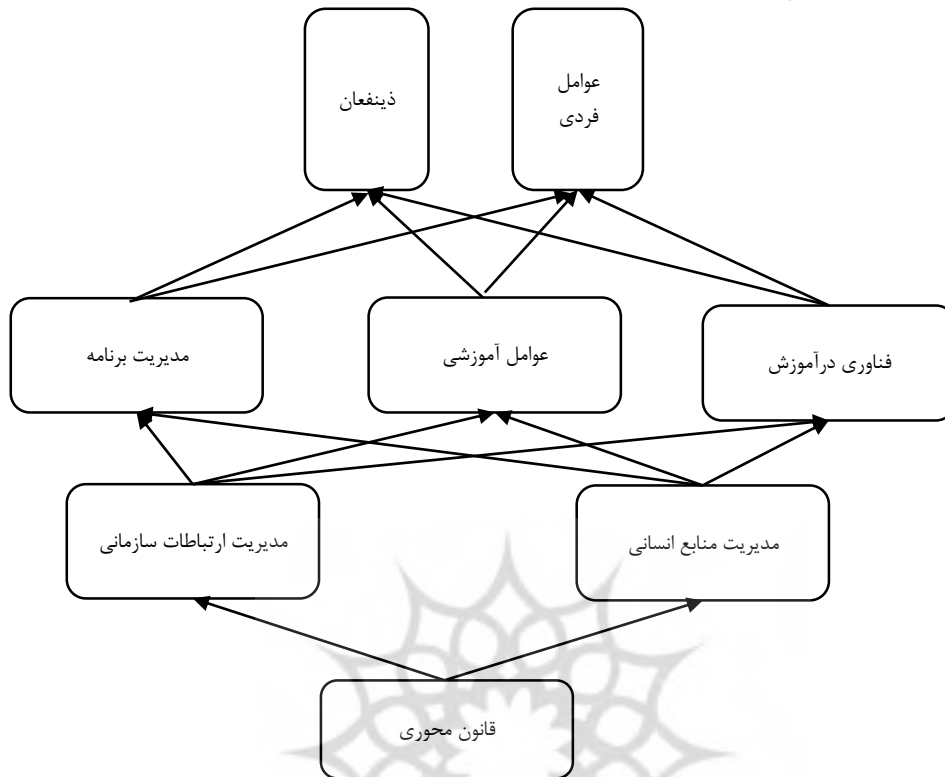 عوامل
فردی
ذینفعان
فناوری درآموزش
عوامل آموزشی
مدیریت برنامه
مدیریت منابع انسانی
مدیریت ارتباطات سازمانی
قانون محوری